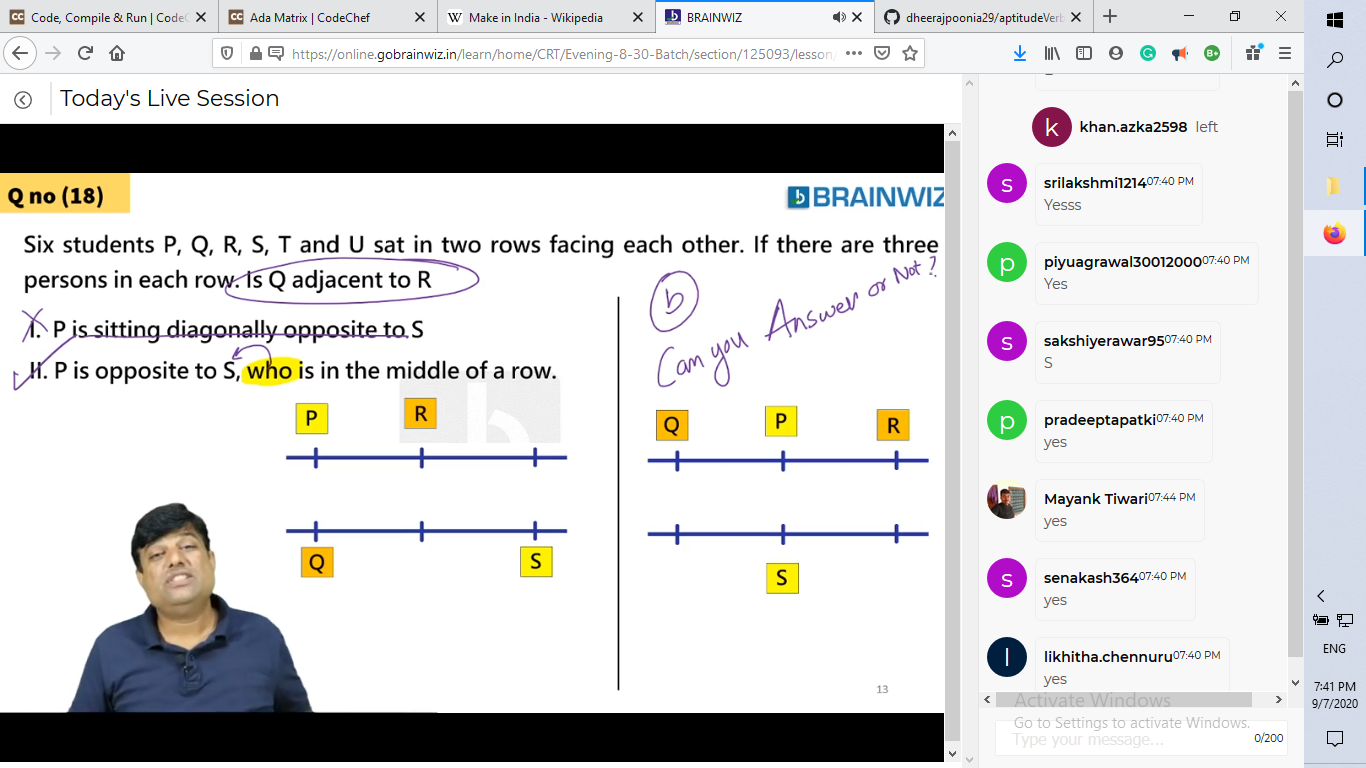 Code, Compile & Run | CodeC
Ada Matrix | CodeChef
Make in India - Wikipedia
BRAINWIZ
dheerajpoonia29/aptitudeVerb
https://online.gobrainwiz.in/learn/home/CRT/Evening-8-30-Batch/section/125093/lesson
Today's Live Session
Q no (18)
BRAINWIZ
Six students P, Q, R, S, T and U sat in two rows facing each other. If there are three
persons in each row. Is Q adjacent to R
I. P is sitting diagonally opposite to S
II. P is opposite to S, who is in the middle of a row.
b
Can you Answer or Not?
P
R
Q
S
Q
P
R
S
13
k
khan.azka2598 left
s
srilakshmi1214 07:40 PM
Yesss
p
piyuagrawal30012000 07:40 PM
Yes
s
sakshiyerawar95 07:40 PM
S
p
pradeeptapatki 07:40 PM
yes
Mayank Tiwari 07:44 PM
yes
s
senakash364 07:40 PM
yes
l
likhitha.chennuru 07:40 PM
yes
Activate Windows
Go to Settings to activate Windows.
Type your message...
0/200
ENG
7:41 PM
9/7/2020